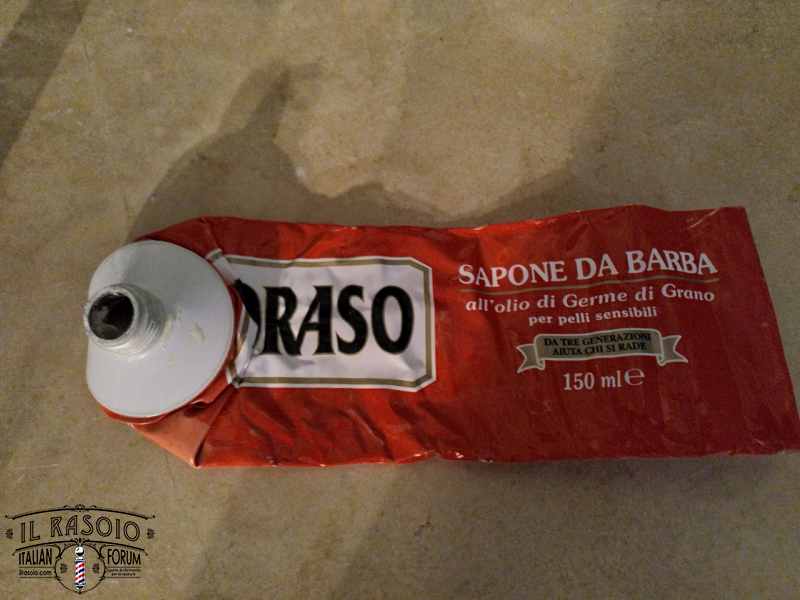 ORASO
SAPONE DA BARBA
all'olio di Germe di Grano
per pelli sensibili
DA TRE GENERAZIONI
AIUTA CHI SI RADE
150 ml e
IL RASOIO
ITALIAN FORUM
ilrasoio.com